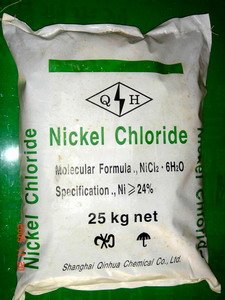 Q H
Nickel Chloride
Molecular Formula ., NiCl₂ · 6H₂O
Specification ., Ni ⩾ 24%
25 kg net
Shanghai Qinhua Chemical Co., Ltd.
Nickel Chloride